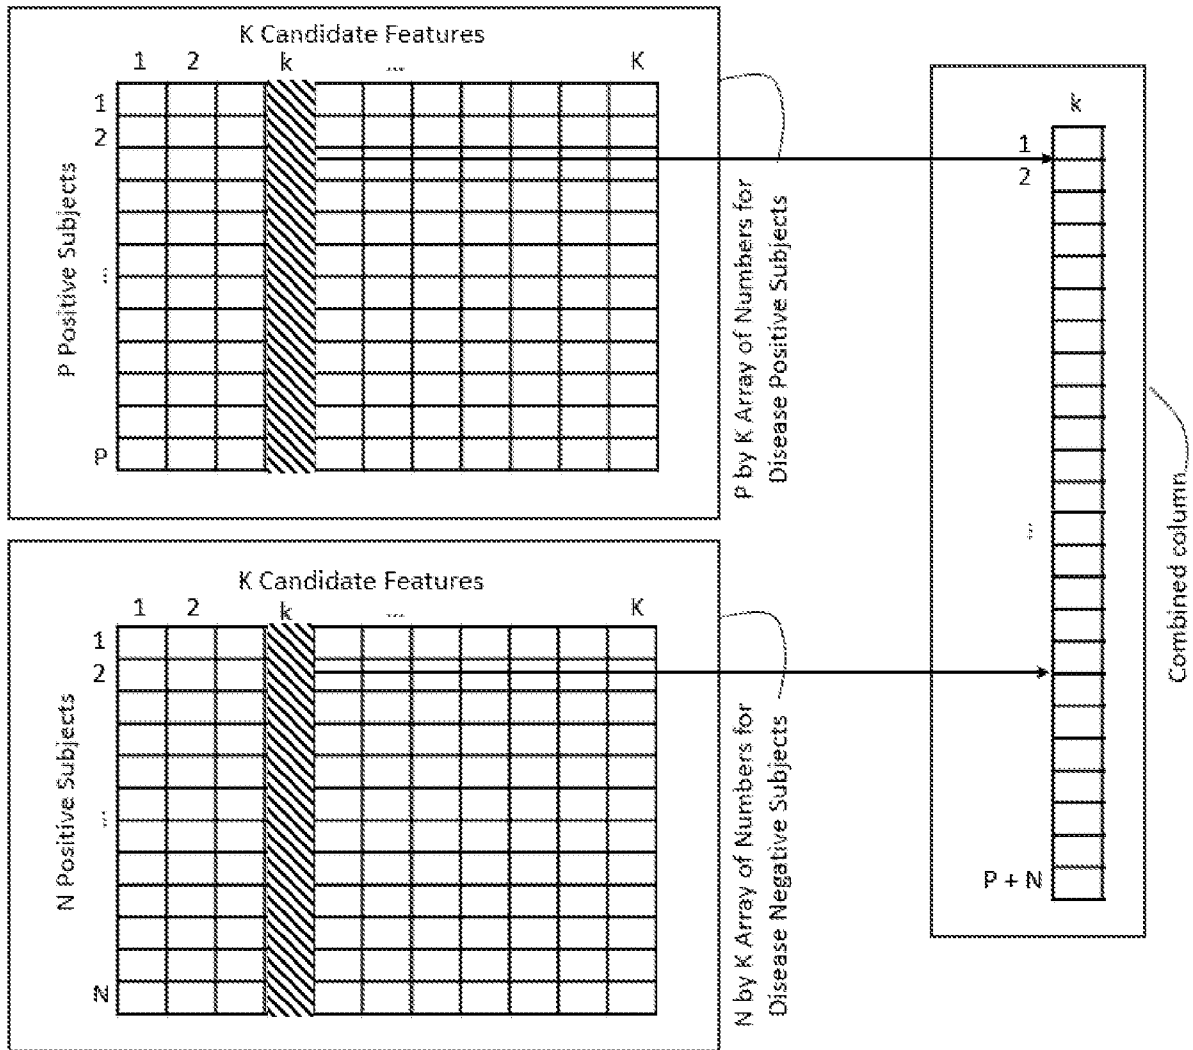 K Candidate Features
1 2 k ... K
1
2
P Positive Subjects
...
P
P by K Array of Numbers for
Disease Positive Subjects
K Candidate Features
1 2 k ... K
1
2
N Positive Subjects
...
N
N by K Array of Numbers for
Disease Negative Subjects
k
1
2
...
P + N
Combined column